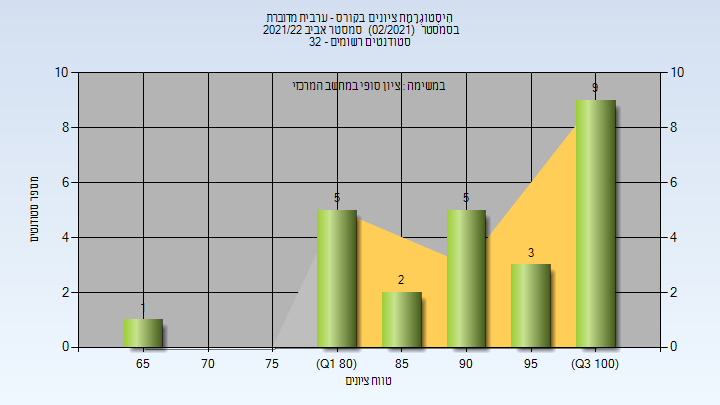 הִיסְטוֹגְרָמַת ציונים בקורס - ערבית מדוברת
בסמסטר (02/2021) סמסטר אביב 2021/22
סטודנטים רשומים - 32
במשימה : ציון סופי במחשב המרכזי
מספר סטודנטים
10 10
8 8
6 6
4 4
2 2
0 0
1 5 2 5 3 9
65 70 75 (Q1 80) 85 90 95 (Q3 100)
טווח ציונים